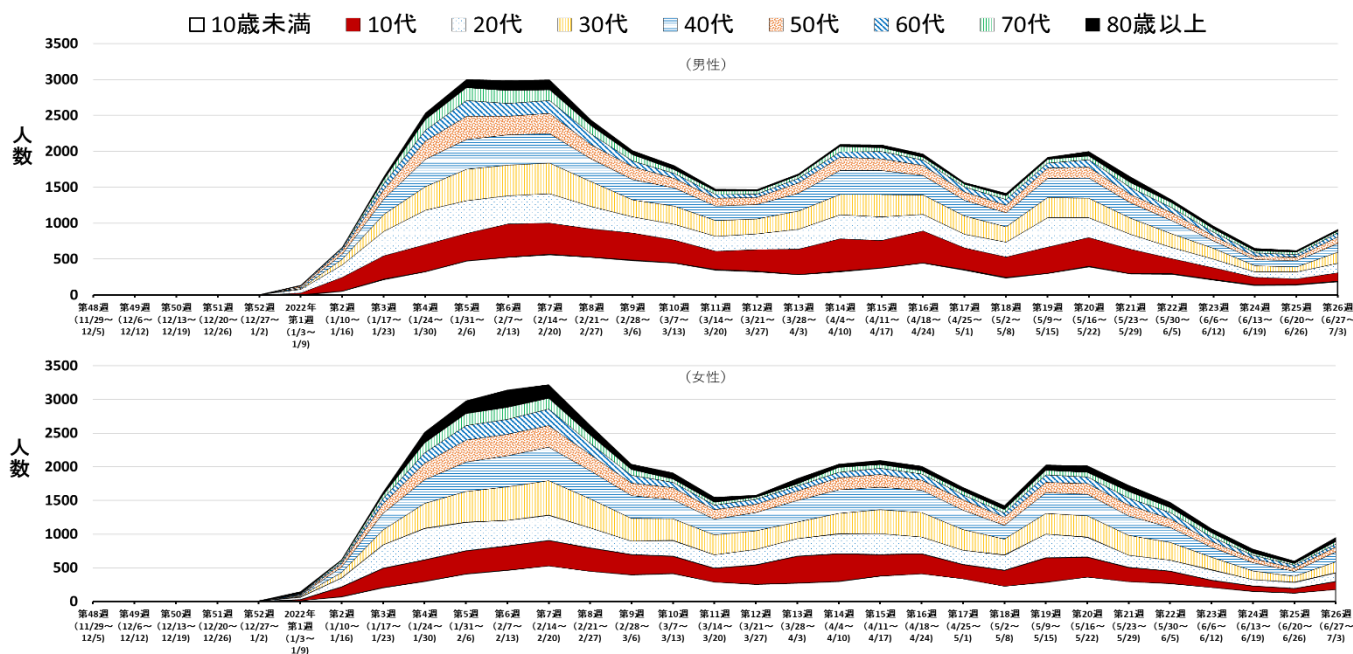 10歳未満 10代 20代 30代 40代 50代 60代 70代 80歳以上
(男性)
人数
3500
3000
2500
2000
1500
1000
500
0
第48週 第49週 第50週 第51週 第52週 2022年 第2週 第3週 第4週 第5週 第6週 第7週 第8週 第9週 第10週 第11週 第12週 第13週 第14週 第15週 第16週 第17週 第18週 第19週 第20週 第21週 第22週 第23週 第24週 第25週 第26週
(11/29~ (12/6~ (12/13~ (12/20~ (12/27~ 第1週 (1/10~ (1/17~ (1/24~ (1/31~ (2/7~ (2/14~ (2/21~ (2/28~ (3/7~ (3/14~ (3/21~ (3/28~ (4/4~ (4/11~ (4/18~ (4/25~ (5/2~ (5/9~ (5/16~ (5/23~ (5/30~ (6/6~ (6/13~ (6/20~ (6/27~
12/5) 12/12) 12/19) 12/26) 1/2) (1/3~ 1/16) 1/23) 1/30) 2/6) 2/13) 2/20) 2/27) 3/6) 3/13) 3/20) 3/27) 4/3) 4/10) 4/17) 4/24) 5/1) 5/8) 5/15) 5/22) 5/29) 6/5) 6/12) 6/19) 6/26) 7/3)
1/9)
(女性)
人数
3500
3000
2500
2000
1500
1000
500
0
第48週 第49週 第50週 第51週 第52週 2022年 第2週 第3週 第4週 第5週 第6週 第7週 第8週 第9週 第10週 第11週 第12週 第13週 第14週 第15週 第16週 第17週 第18週 第19週 第20週 第21週 第22週 第23週 第24週 第25週 第26週
(11/29~ (12/6~ (12/13~ (12/20~ (12/27~ 第1週 (1/10~ (1/17~ (1/24~ (1/31~ (2/7~ (2/14~ (2/21~ (2/28~ (3/7~ (3/14~ (3/21~ (3/28~ (4/4~ (4/11~ (4/18~ (4/25~ (5/2~ (5/9~ (5/16~ (5/23~ (5/30~ (6/6~ (6/13~ (6/20~ (6/27~
12/5) 12/12) 12/19) 12/26) 1/2) (1/3~ 1/16) 1/23) 1/30) 2/6) 2/13) 2/20) 2/27) 3/6) 3/13) 3/20) 3/27) 4/3) 4/10) 4/17) 4/24) 5/1) 5/8) 5/15) 5/22) 5/29) 6/5) 6/12) 6/19) 6/26) 7/3)
1/9)